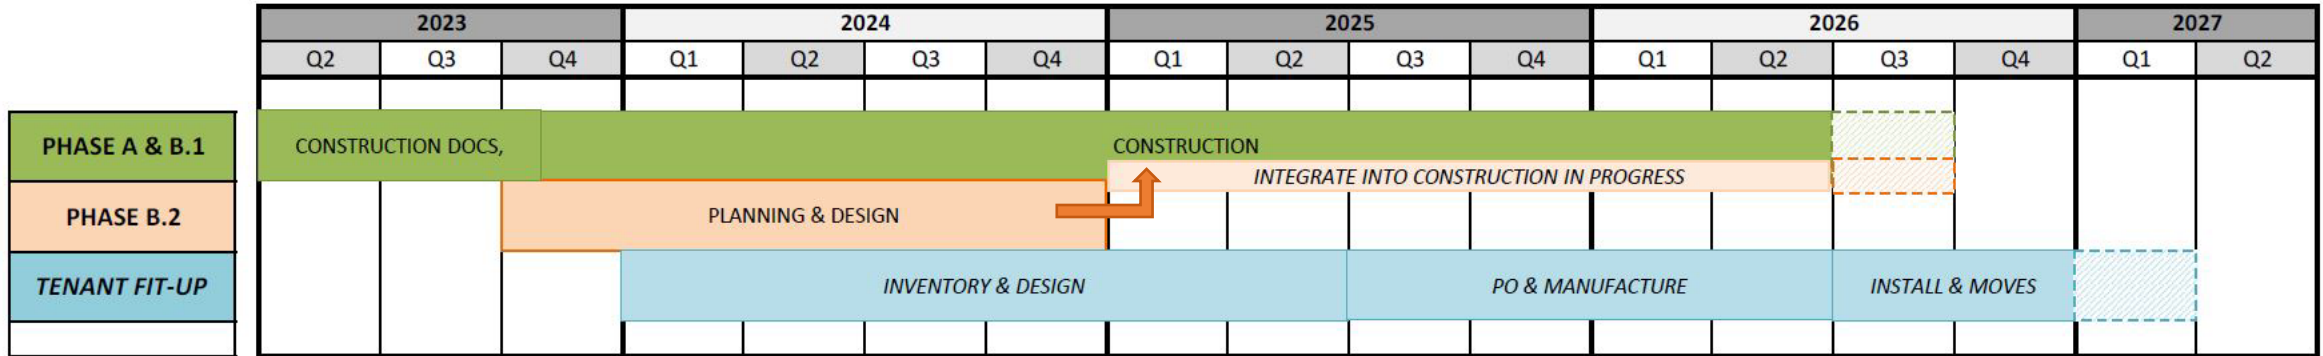 2023 2024 2025 2026 2027
Q2 Q3 Q4 Q1 Q2 Q3 Q4 Q1 Q2 Q3 Q4 Q1 Q2 Q3 Q4 Q1 Q2
PHASE A & B.1 CONSTRUCTION DOCS, CONSTRUCTION
INTEGRATE INTO CONSTRUCTION IN PROGRESS
PHASE B.2 PLANNING & DESIGN
TENANT FIT-UP INVENTORY & DESIGN PO & MANUFACTURE INSTALL & MOVES